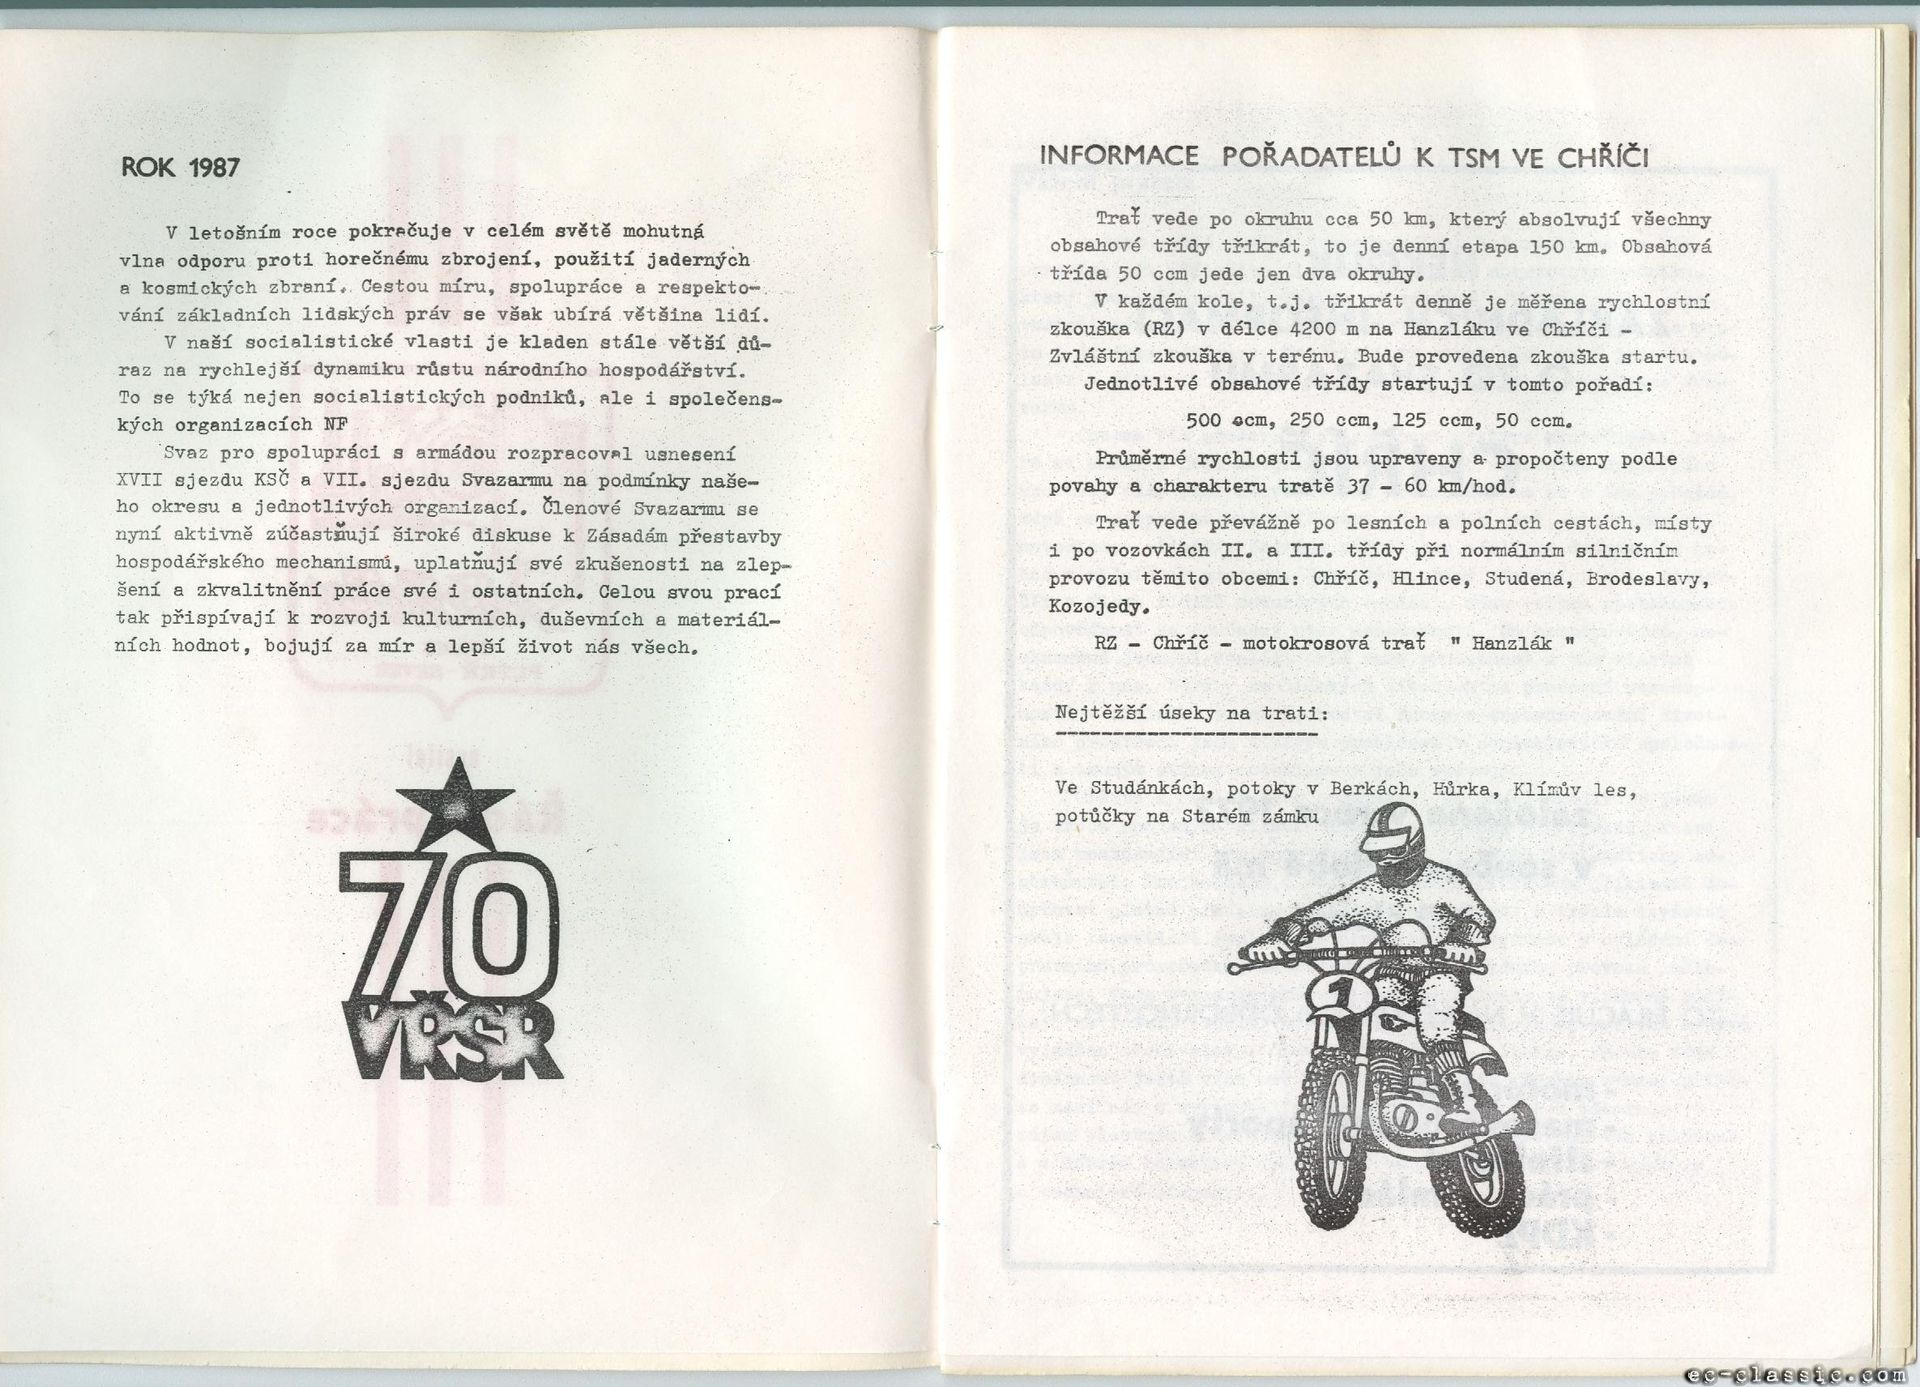 ROK 1987
V letošním roce pokračuje v celém světě mohutná
vlna odporu proti horečnému zbrojení, použití jaderných
a kosmických zbraní. Cestou míru, spolupráce a respekto-
vání základních lidských práv se však ubírá většina lidí.
V naší socialistické vlasti je kladen stále větší dů-
raz na rychlejší dynamiku růstu národního hospodářství.
To se týká nejen socialistických podniků, ale i společens-
kých organizacích NF
Svaz pro spolupráci s armádou rozpracoval usnesení
XVII sjezdu KSČ a VII. sjezdu Svazarmu na podmínky naše-
ho okresu a jednotlivých organizací. Členové Svazarmu se
nyní aktivně zúčastňují široké diskuse k Zásadám přestavby
hospodářského mechanismů, uplatňují své zkušenosti na zlep-
šení a zkvalitnění práce své i ostatních. Celou svou prací
tak přispívají k rozvoji kulturních, duševních a materiál-
ních hodnot, bojují za mír a lepší život nás všech.
70
VŘSR
INFORMACE POŘADATELŮ K TSM VE CHŘÍČI
Trať vede po okruhu cca 50 km, který absolvují všechny
obsahové třídy třikrát, to je denní etapa 150 km. Obsahová
třída 50 ccm jede jen dva okruhy.
V každém kole, t.j. třikrát denně je měřena rychlostní
zkouška (RZ) v délce 4200 m na Hanzláku ve Chříči -
Zvláštní zkouška v terénu. Bude provedena zkouška startu.
Jednotlivé obsahové třídy startují v tomto pořadí:
500 ccm, 250 ccm, 125 ccm, 50 ccm.
Průměrné rychlosti jsou upraveny a propočteny podle
povahy a charakteru tratě 37 - 60 km/hod.
Trať vede převážně po lesních a polních cestách, místy
i po vozovkách II. a III. třídy při normálním silničním
provozu těmito obcemi: Chříč, Hlince, Studená, Brodeslavy,
Kozojedy.
RZ - Chříč - motokrosová trať " Hanzlák "
Nejtěžší úseky na trati:
Ve Studánkách, potoky v Berkách, Hůrka, Klímův les,
potůčky na Starém zámku
1
ec-classic.com